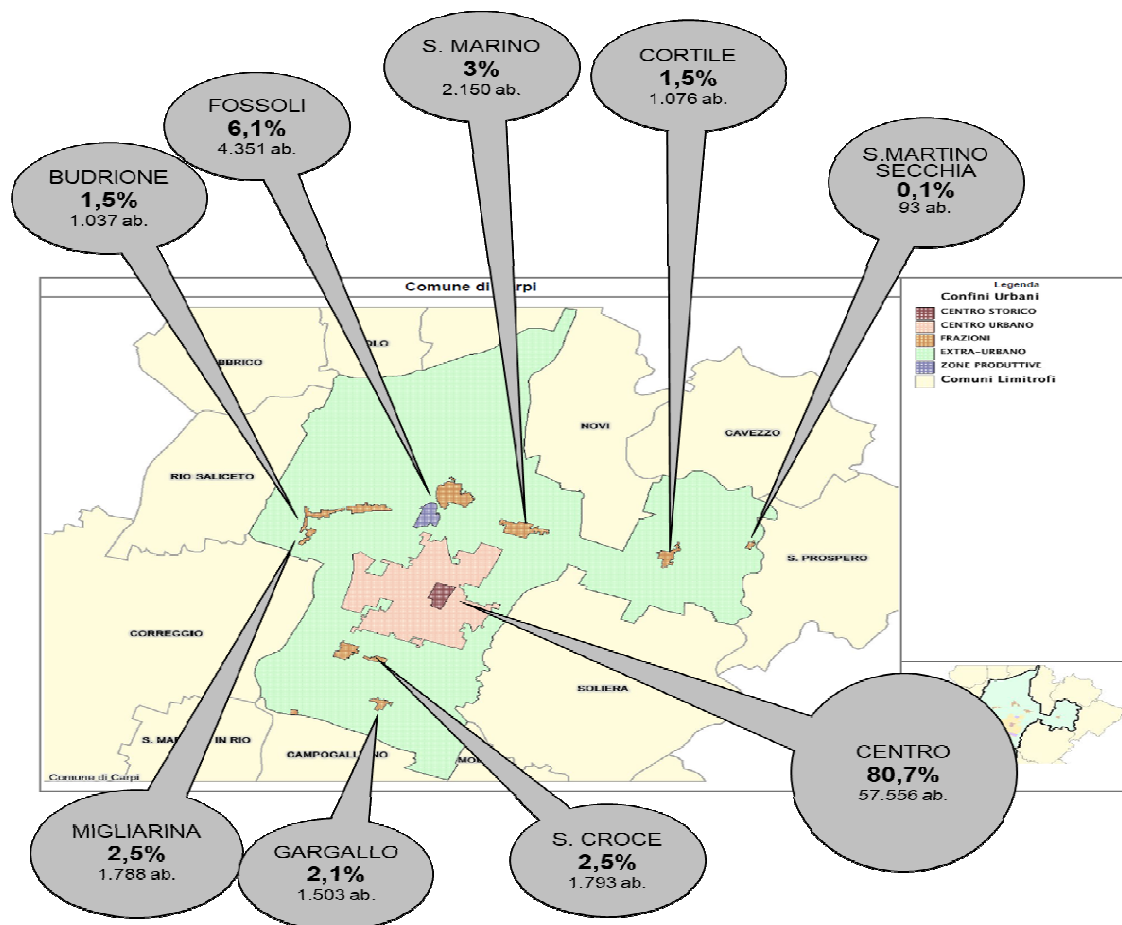 S. MARINO
3%
2.150 ab.
CORTILE
1,5%
1.076 ab.
FOSSOLI
6,1%
4.351 ab.
S.MARTINO
SECCHIA
0,1%
93 ab.
BUDRIONE
1,5%
1.037 ab.
Comune di Carpi
Legenda
Confini Urbani
CENTRO STORICO
CENTRO URBANO
FRAZIONI
EXTRA-URBANO
ZONE PRODUTTIVE
Comuni Limitrofi
NOVI
CAVEZZO
RIO SALICETO
S. PROSPERO
CORREGGIO
SOLIERA
IN RIO
Comune di Carpi
CENTRO
80,7%
57.556 ab.
MIGLIARINA
2,5%
1.788 ab.
GARGALLO
2,1%
1.503 ab.
S. CROCE
2,5%
1.793 ab.